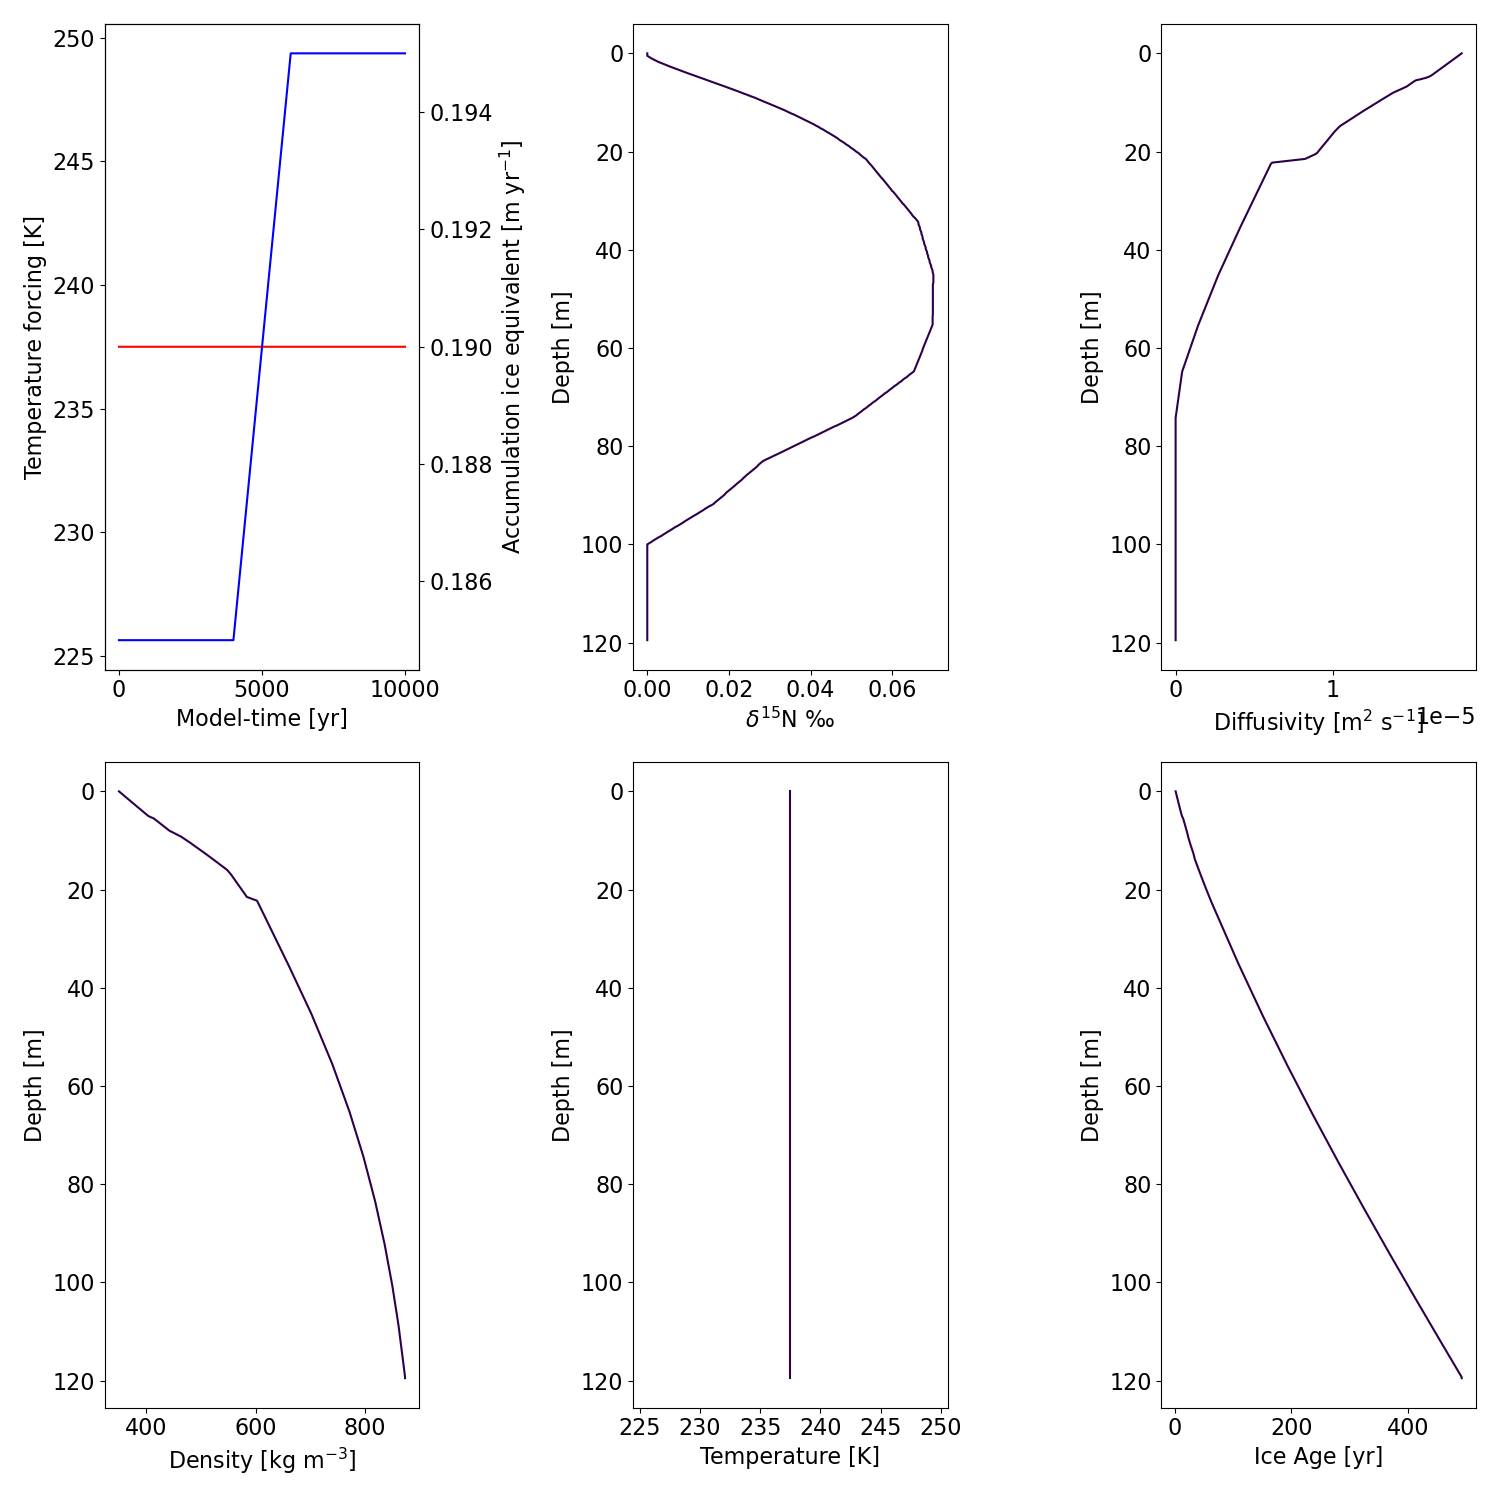 250
245
240
235
230
225
Temperature forcing [K]
0.194
0.192
0.190
0.188
0.186
Accumulation ice equivalent [m yr⁻¹]
0 5000 10000
Model-time [yr]
0
20
40
60
80
100
120
Depth [m]
0.00 0.02 0.04 0.06
δ¹⁵N ‰
0
20
40
60
80
100
120
Depth [m]
0 1
Diffusivity [m² s⁻¹]
1e−5
0
20
40
60
80
100
120
Depth [m]
400 600 800
Density [kg m⁻³]
0
20
40
60
80
100
120
Depth [m]
225 230 235 240 245 250
Temperature [K]
0
20
40
60
80
100
120
Depth [m]
0 200 400
Ice Age [yr]